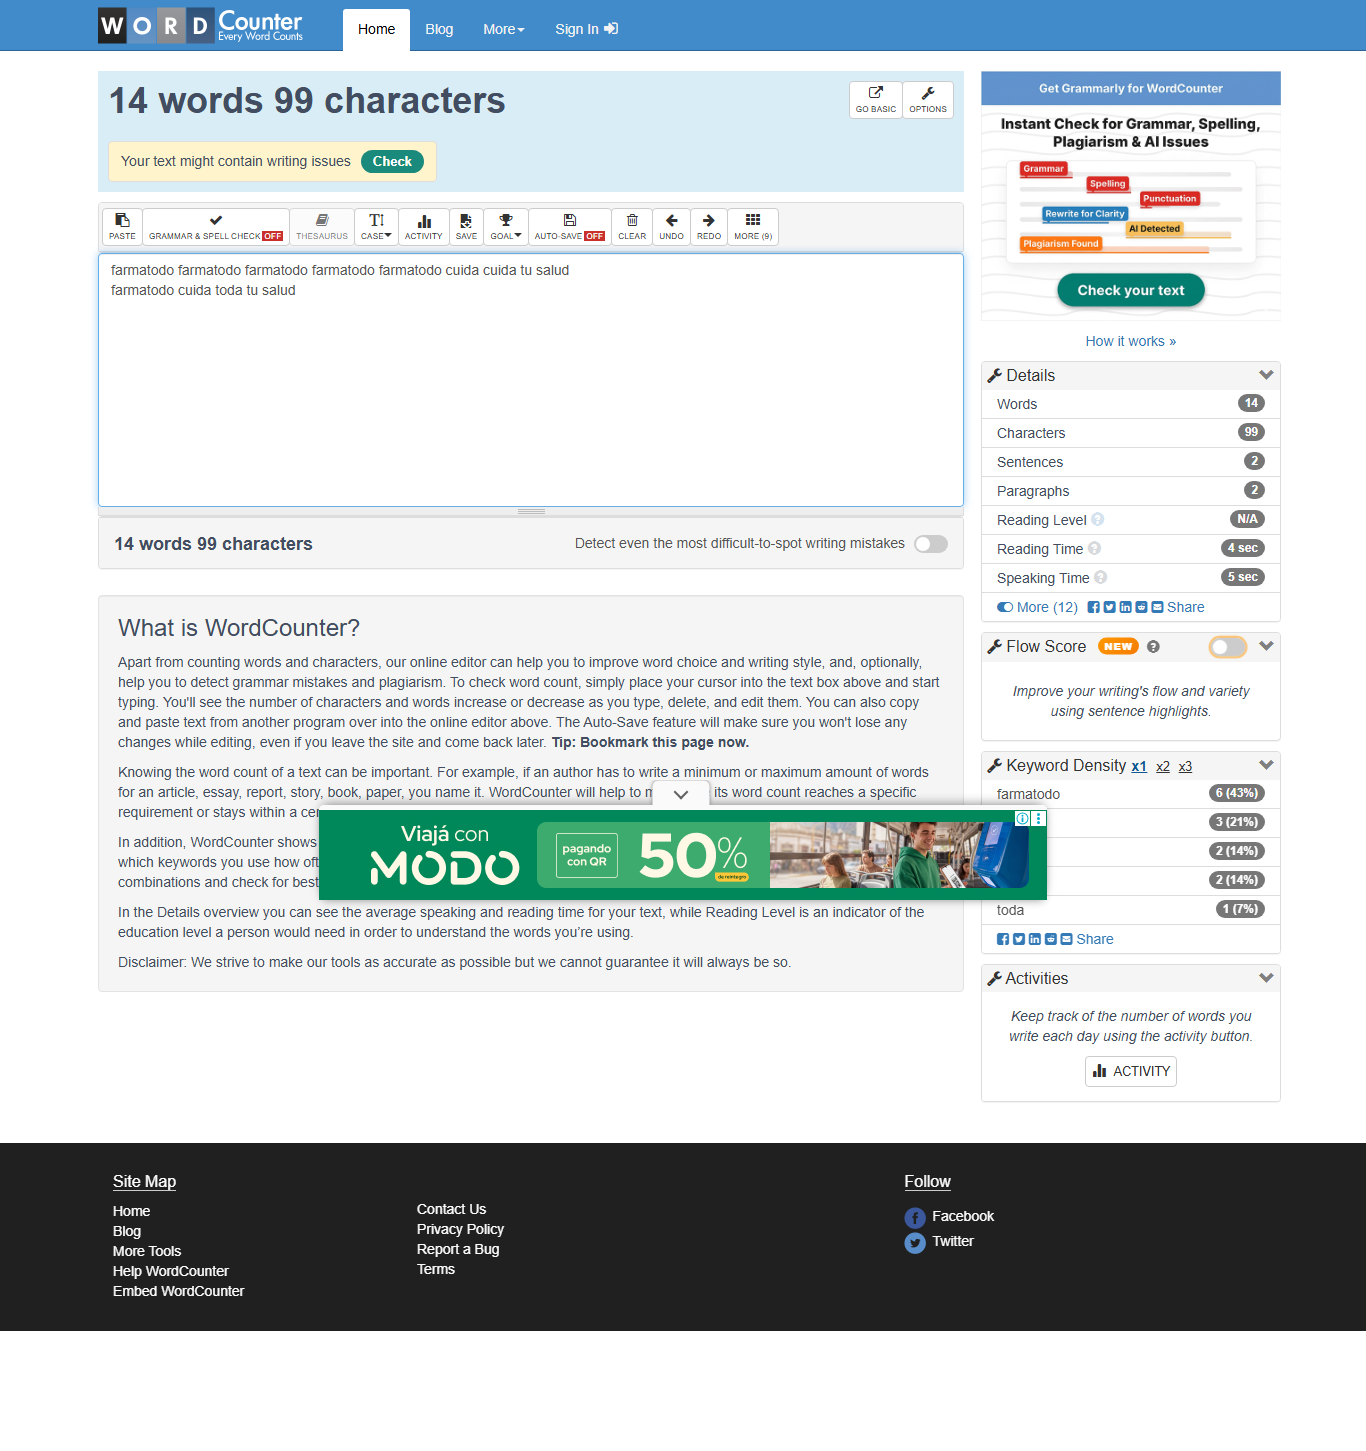 WORD Counter
Every Word Counts
Home
Blog
More
Sign In
14 words 99 characters
GO BASIC
OPTIONS
Your text might contain writing issues
Check
PASTE
GRAMMAR & SPELL CHECK OFF
THESAURUS
CASE
ACTIVITY
SAVE
GOAL
AUTO-SAVE OFF
CLEAR
UNDO
REDO
MORE (9)
farmatodo farmatodo farmatodo farmatodo farmatodo cuida cuida tu salud
farmatodo cuida toda tu salud
14 words 99 characters
Detect even the most difficult-to-spot writing mistakes
What is WordCounter?
Apart from counting words and characters, our online editor can help you to improve word choice and writing style, and, optionally,
help you to detect grammar mistakes and plagiarism. To check word count, simply place your cursor into the text box above and start
typing. You'll see the number of characters and words increase or decrease as you type, delete, and edit them. You can also copy
and paste text from another program over into the online editor above. The Auto-Save feature will make sure you won't lose any
changes while editing, even if you leave the site and come back later. Tip: Bookmark this page now.
Knowing the word count of a text can be important. For example, if an author has to write a minimum or maximum amount of words
for an article, essay, report, story, book, paper, you name it. WordCounter will help to its word count reaches a specific
requirement or stays within a
In addition, WordCounter shows
which keywords you use how
combinations and check for best
In the Details overview you can see the average speaking and reading time for your text, while Reading Level is an indicator of the
education level a person would need in order to understand the words you’re using.
Disclaimer: We strive to make our tools as accurate as possible but we cannot guarantee it will always be so.
Viajá con
MODO
pagando
con QR
50%
de reintegro
Get Grammarly for WordCounter
Instant Check for Grammar, Spelling,
Plagiarism & AI Issues
Grammar
Spelling
Punctuation
Rewrite for Clarity
AI Detected
Plagiarism Found
Check your text
How it works »
Details
Words 14
Characters 99
Sentences 2
Paragraphs 2
Reading Level N/A
Reading Time 4 sec
Speaking Time 5 sec
More (12) Share
Flow Score NEW
Improve your writing's flow and variety
using sentence highlights.
Keyword Density x1 x2 x3
farmatodo 6 (43%)
3 (21%)
2 (14%)
2 (14%)
toda 1 (7%)
Share
Activities
Keep track of the number of words you
write each day using the activity button.
ACTIVITY
Site Map
Home
Blog
More Tools
Help WordCounter
Embed WordCounter
Contact Us
Privacy Policy
Report a Bug
Terms
Follow
Facebook
Twitter